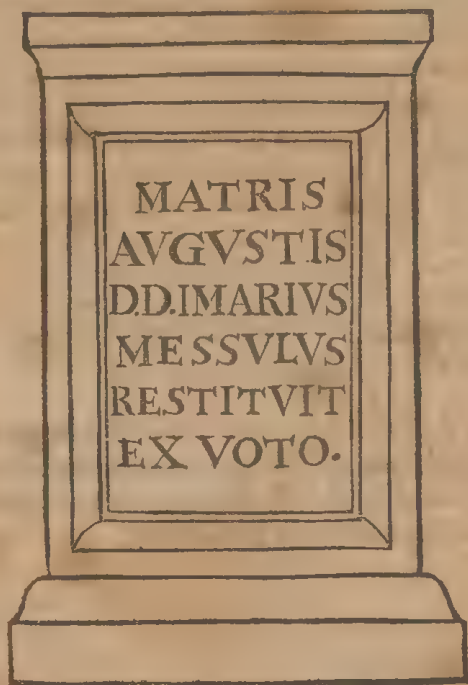 MATRIS
AVGVSTIS
D.D.IMARIVS
MESSVLVS
RESTITVIT
EX VOTO.